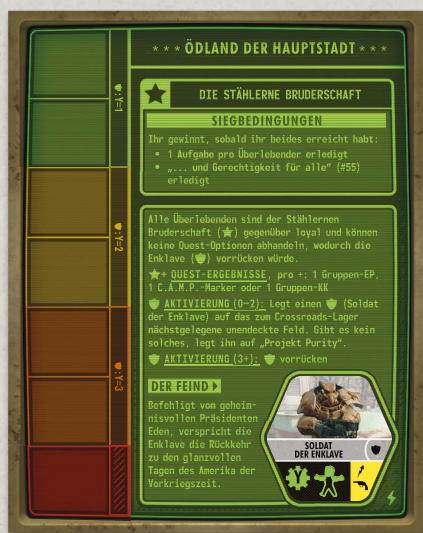 *** ÖDLAND DER HAUPTSTADT ***
DIE STÄHLERNE BRUDERSCHAFT
SIEGBEDINGUNGEN
Ihr gewinnt, sobald ihr beides erreicht habt:
• 1 Aufgabe pro Überlebender erledigt
• „... und Gerechtigkeit für alle“ (#55)
erledigt
Alle Überlebenden sind der Stählernen
Bruderschaft (★) gegenüber loyal und können
keine Quest-Optionen abhandeln, wodurch die
Enklave () vorrücken würde.
★+ QUEST-ERGEBNISSE, pro +: 1 Gruppen-EP,
1 C.A.M.P.-Marker oder 1 Gruppen-KK
AKTIVIERUNG (0–2): Legt einen (Soldat
der Enklave) auf das zum Crossroads-Lager
nächstgelegene unendeckte Feld. Gibt es kein
solches, legt ihn auf „Projekt Purity“.
AKTIVIERUNG (3+): vorrücken
DER FEIND
Befehligt vom geheim-
nisvollen Präsidenten
Eden, verspricht die
Enklave die Rückkehr
zu den glanzvollen
Tagen des Amerika der
Vorkriegszeit.
SOLDAT
DER ENKLAVE
:Y=1
:Y=2
:Y=3